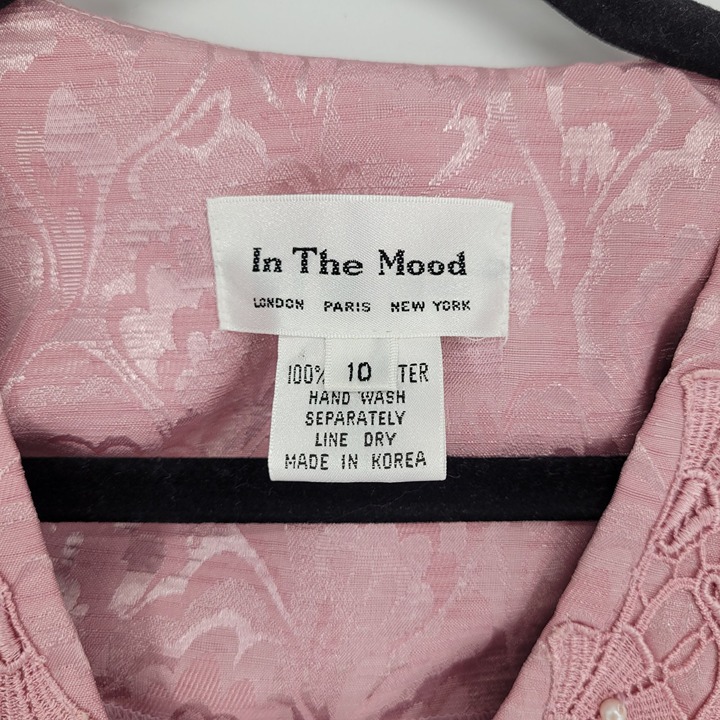 In The Mood
LONDON PARIS NEW YORK
100% 10 TER
HAND WASH
SEPARATELY
LINE DRY
MADE IN KOREA